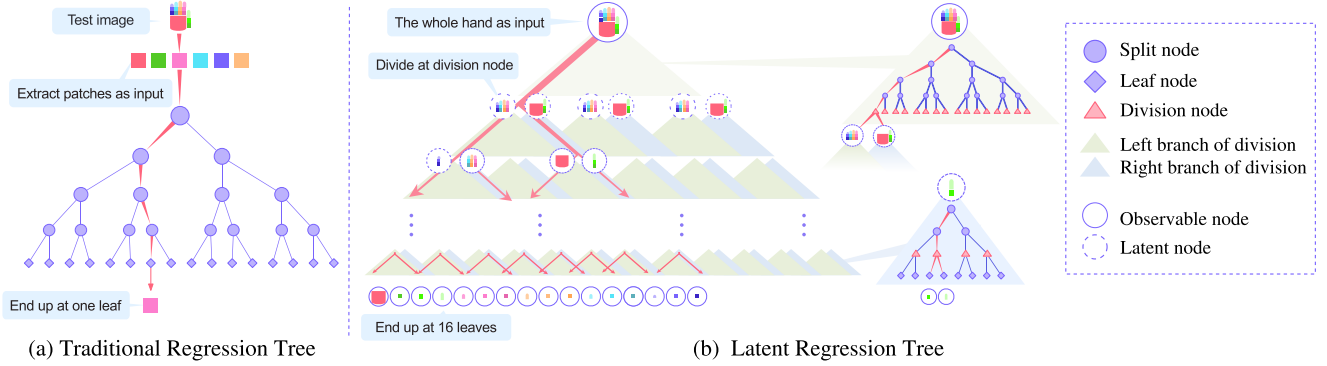 Test image
Extract patches as input
End up at one leaf
(a) Traditional Regression Tree
The whole hand as input
Divide at division node
End up at 16 leaves
(b) Latent Regression Tree
Split node
Leaf node
Division node
Left branch of division
Right branch of division
Observable node
Latent node